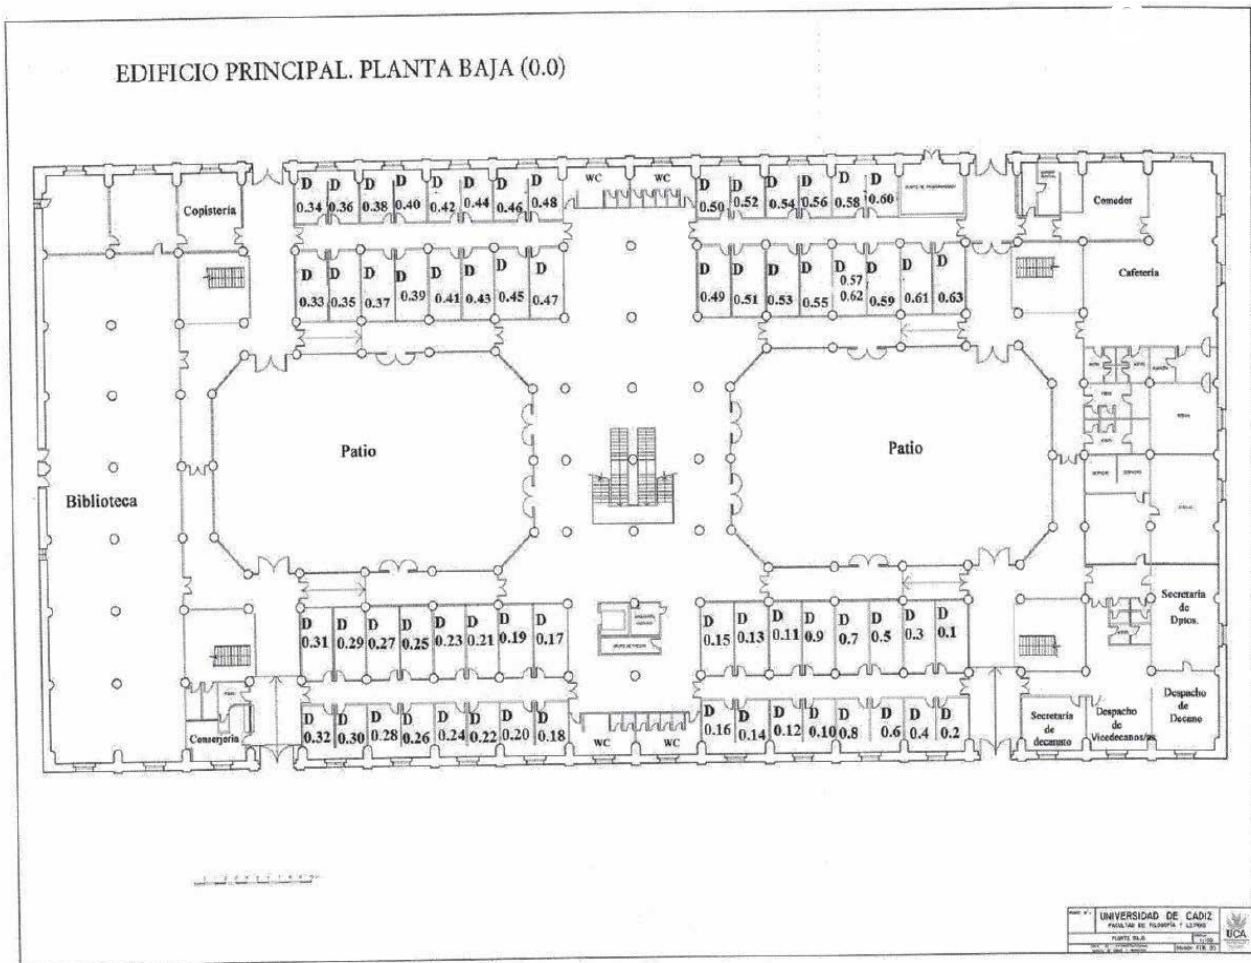 EDIFICIO PRINCIPAL. PLANTA BAJA (0.0)
WC WC
D D D D D D D D
0.34 0.36 0.38 0.40 0.42 0.44 0.46 0.48
D D D D D D
0.50 0.52 0.54 0.56 0.58 0.60
Copistería
Comedor
Cafetería
D D D D D D D D
0.33 0.35 0.37 0.39 0.41 0.43 0.45 0.47
D D D D D D D D
0.49 0.51 0.53 0.55 0.57 0.59 0.61 0.63
0.62
Patio
Patio
Biblioteca
D D D D D D D D
0.31 0.29 0.27 0.25 0.23 0.21 0.19 0.17
D D D D D D D D
0.15 0.13 0.11 0.9 0.7 0.5 0.3 0.1
Secretaría
de
Dptos.
D D D D D D D D
0.32 0.30 0.28 0.26 0.24 0.22 0.20 0.18
D D D D D D D D
0.16 0.14 0.12 0.10 0.8 0.6 0.4 0.2
Conserjería
WC WC
Secretaría
de
decanato
Despacho
de
Vicedecanos/as
Despacho
de
Decano
UNIVERSIDAD DE CADIZ
FACULTAD DE FILOSOFÍA Y LETRAS
PLANTA BAJA
UCA